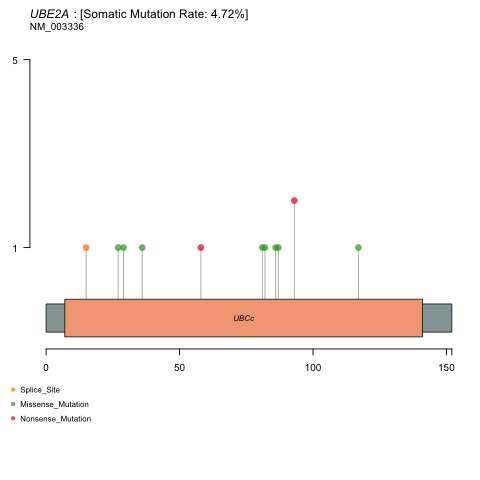 UBE2A : [Somatic Mutation Rate: 4.72%]
NM_003336
5
1
UBCc
0 50 100 150
Splice_Site
Missense_Mutation
Nonsense_Mutation